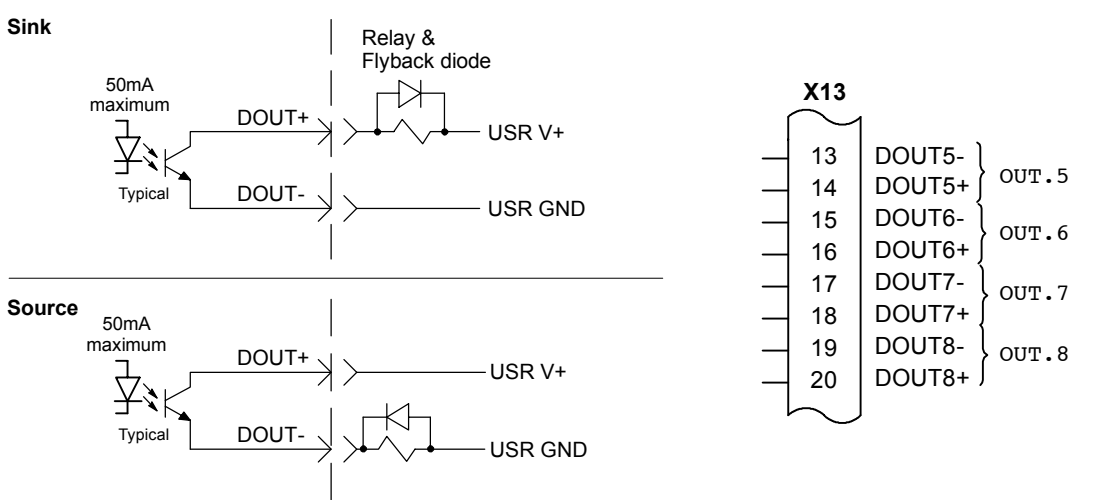 Sink
Relay &
Flyback diode
50mA
maximum
DOUT+
USR V+
Typical
DOUT-
USR GND
Source
50mA
maximum
DOUT+
USR V+
Typical
DOUT-
USR GND
X13
13 DOUT5-
14 DOUT5+
OUT.5
15 DOUT6-
16 DOUT6+
OUT.6
17 DOUT7-
18 DOUT7+
OUT.7
19 DOUT8-
20 DOUT8+
OUT.8